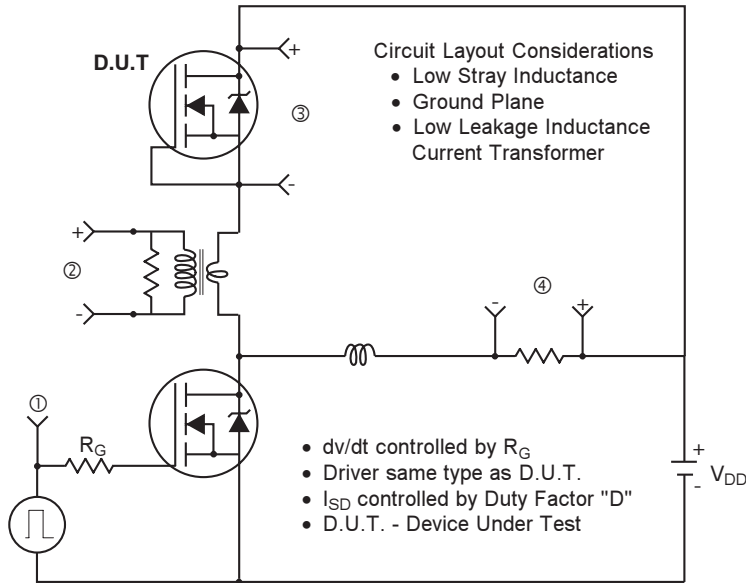 D.U.T
+
Circuit Layout Considerations
• Low Stray Inductance
③
• Ground Plane
• Low Leakage Inductance
Current Transformer
-
+
②
-
④
- +
①
R_G
• dv/dt controlled by R_G
• Driver same type as D.U.T.
• I_SD controlled by Duty Factor "D"
• D.U.T. - Device Under Test
+
V_DD
-